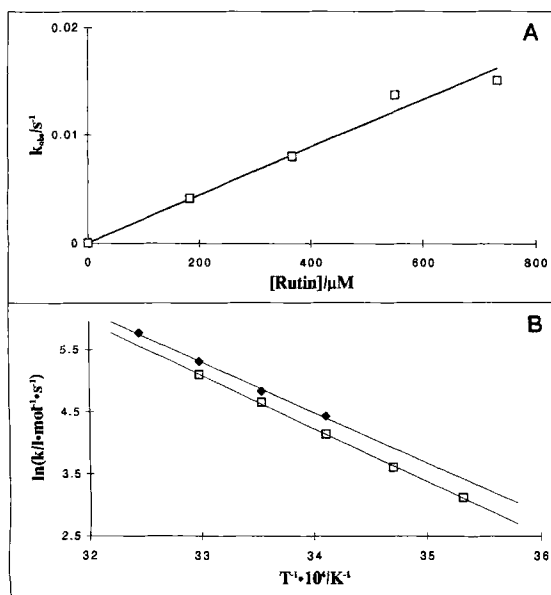 A
0.02
0.01
0
k_obs/s⁻¹
0 200 400 600 800
[Rutin]/μM
B
5.5
4.5
3.5
2.5
ln(k/l•mol⁻¹•s⁻¹)
32 33 34 35 36
T⁻¹•10⁴/K⁻¹